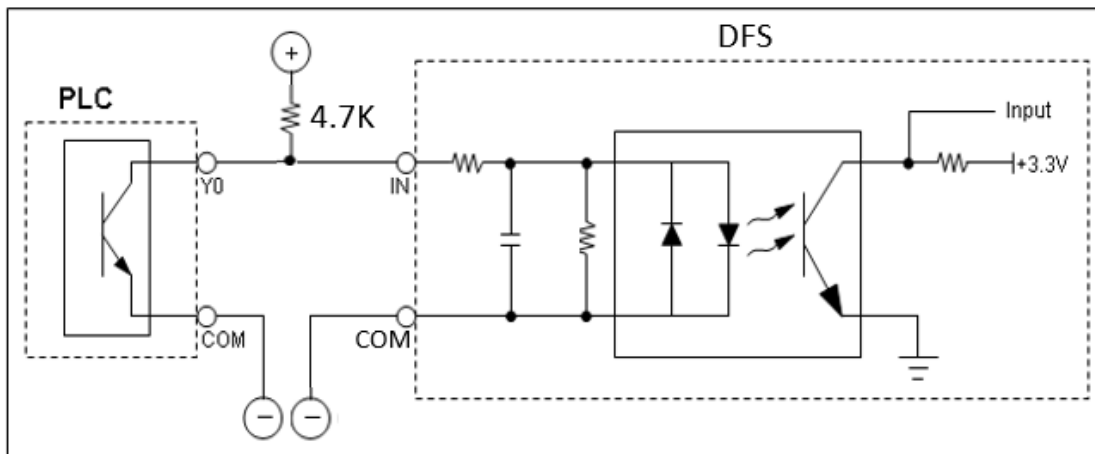 DFS
+
PLC
4.7K
Input
+3.3V
Y0
IN
COM
COM
−
−